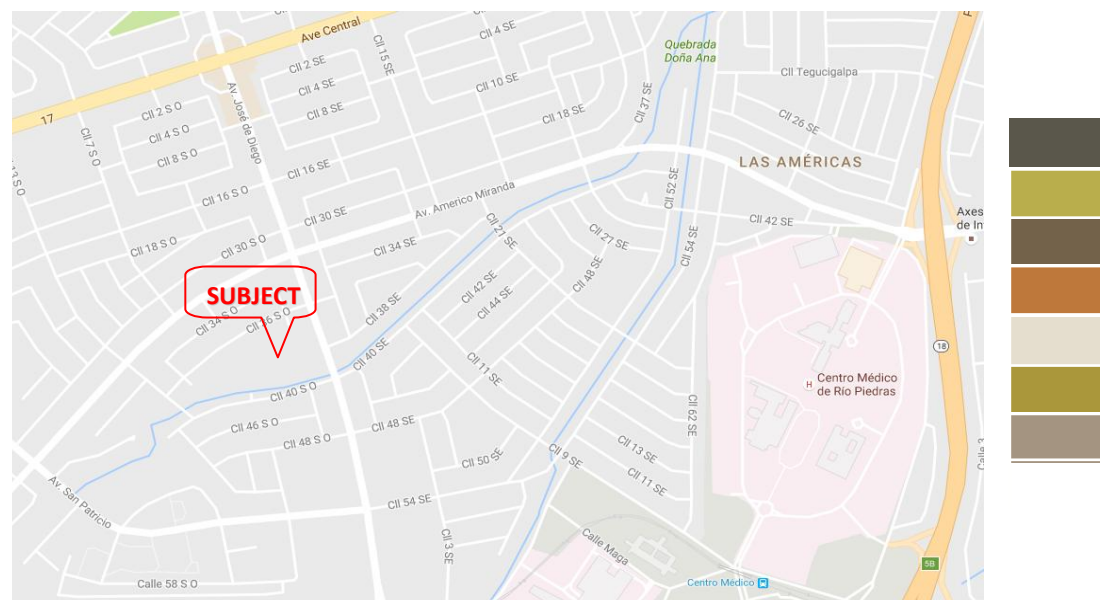 Ave Central
Cll 4 SE
Cll 15 SE
Quebrada
Doña Ana
Cll 2 SE
Cll 4 SE
Cll 8 SE
Cll 10 SE
Cll Tegucigalpa
17
Cll 2 S O
Cll 4 S O
Cll 8 S O
Cll 7 S O
13 S O
Av. José de Diego
Cll 18 SE
Cll 37 SE
Cll 26 SE
LAS AMÉRICAS
Cll 16 SE
Cll 16 S O
Av. Americo Miranda
Cll 52 SE
Cll 30 SE
Cll 18 S O
Cll 30 S O
Cll 34 SE
Cll 21 SE
Cll 27 SE
Cll 54 SE
Cll 42 SE
Axes
de In
SUBJECT
Cll 34 S O
Cll 36 S O
Cll 38 SE
Cll 42 SE
Cll 44 SE
Cll 48 SE
18
Cll 40 SE
Cll 11 SE
H
Centro Médico
de Río Piedras
Cll 40 S O
Cll 46 S O
Cll 48 S O
Cll 48 SE
Cll 62 SE
Cll 50 SE
Cll 9 SE
Cll 13 SE
Cll 11 SE
Calle 3
Av. San Patricio
Cll 54 SE
Cll 3 SE
Calle Maga
5B
Calle 58 S O
Centro Médico